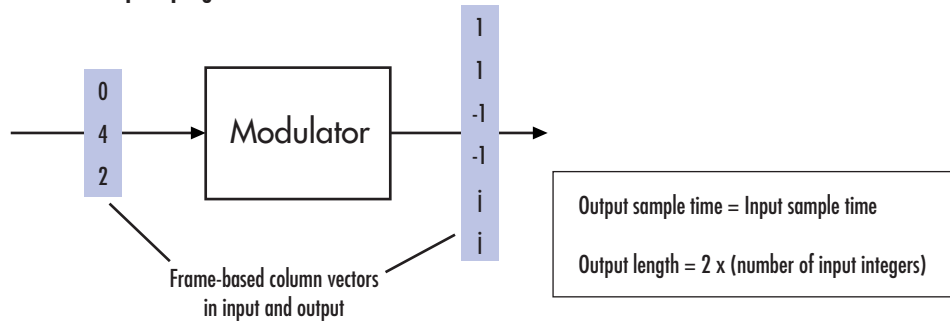 0
4
2
Modulator
1
1
-1
-1
i
i
Frame-based column vectors
in input and output
Output sample time = Input sample time
Output length = 2 x (number of input integers)